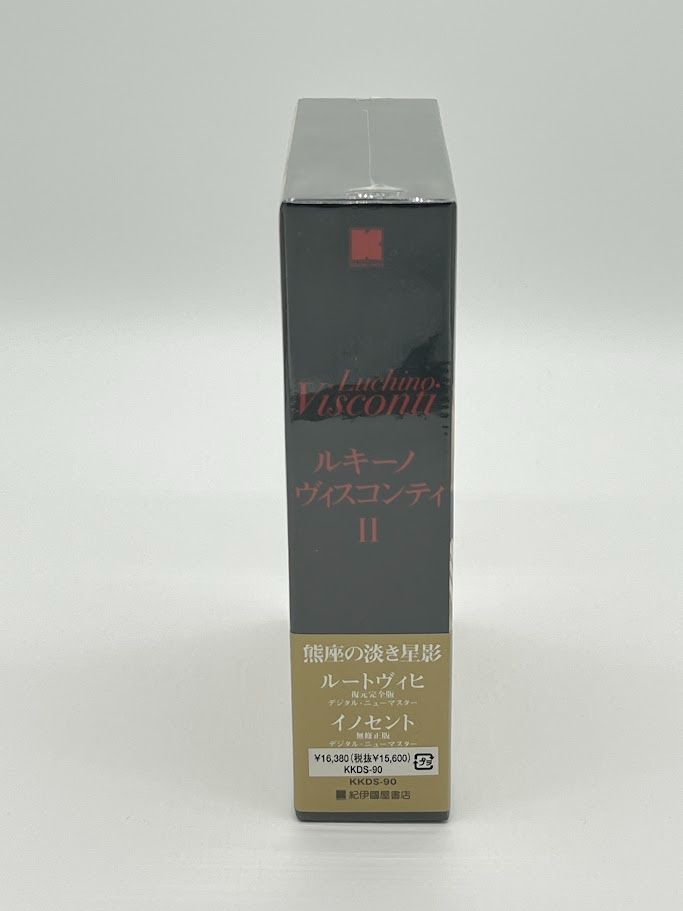 Luchino
Visconti
ルキーノ
ヴィスコンティ
II
熊座の淡き星影
ルートヴィヒ
復元完全版
デジタル・ニューマスター
イノセント
無修正版
デジタル・ニューマスター
¥16,380(税抜¥15,600)
KKDS-90
KKDS-90
紀伊國屋書店